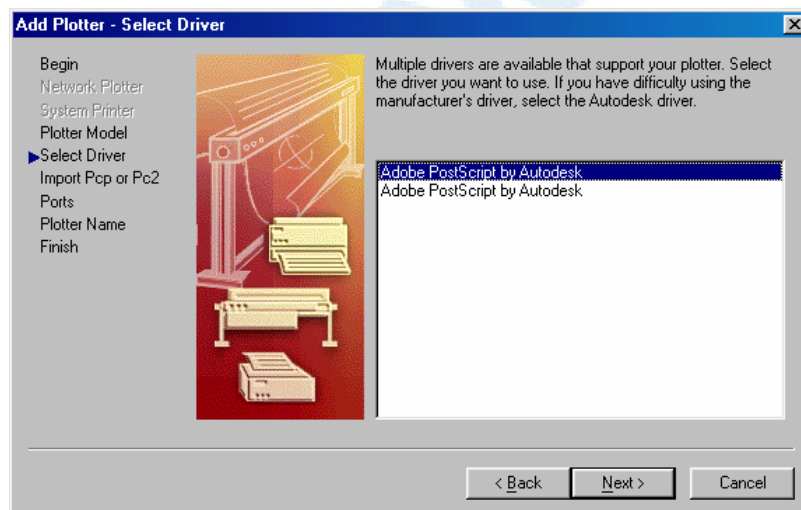 Add Plotter - Select Driver
Begin
Network Plotter
System Printer
Plotter Model
Select Driver
Import Pcp or Pc2
Ports
Plotter Name
Finish
Multiple drivers are available that support your plotter. Select
the driver you want to use. If you have difficulty using the
manufacturer's driver, select the Autodesk driver.
Adobe PostScript by Autodesk
Adobe PostScript by Autodesk
< Back
Next >
Cancel